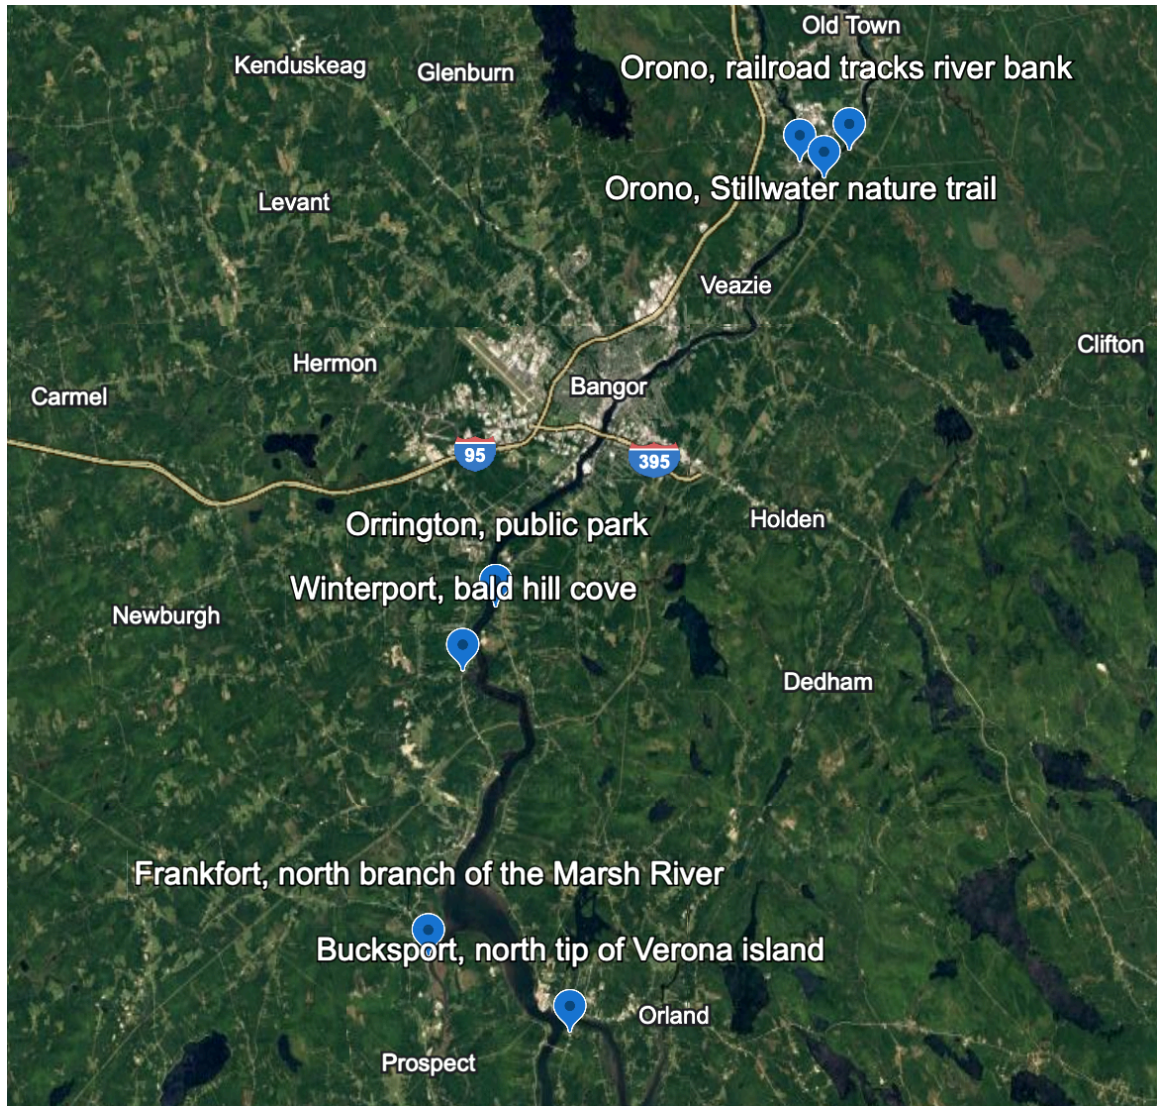 Old Town
Kenduskeag
Glenburn
Orono, railroad tracks river bank
Orono, Stillwater nature trail
Levant
Veazie
Clifton
Hermon
Bangor
Carmel
95
395
Orrington, public park
Holden
Winterport, bald hill cove
Newburgh
Dedham
Frankfort, north branch of the Marsh River
Bucksport, north tip of Verona island
Orland
Prospect